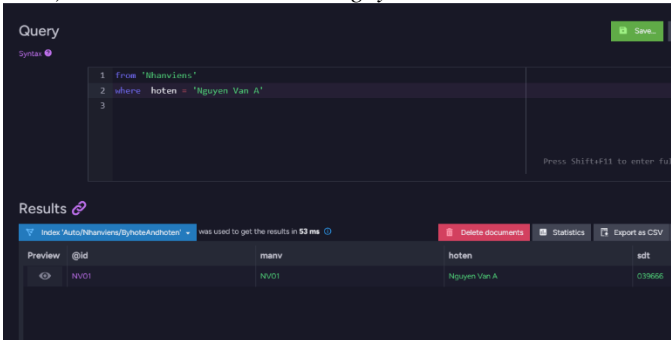 Query
Save...
Syntax
1 from 'Nhanviens'
2 where hoten = 'Nguyen Van A'
3
Press Shift+F11 to enter ful
Results
Index 'Auto/Nhanviens/ByhoteAndhoten' was used to get the results in 53 ms
Delete documents Statistics Export as CSV
Preview @id manv hoten sdt
NV01 NV01 Nguyen Van A 039666